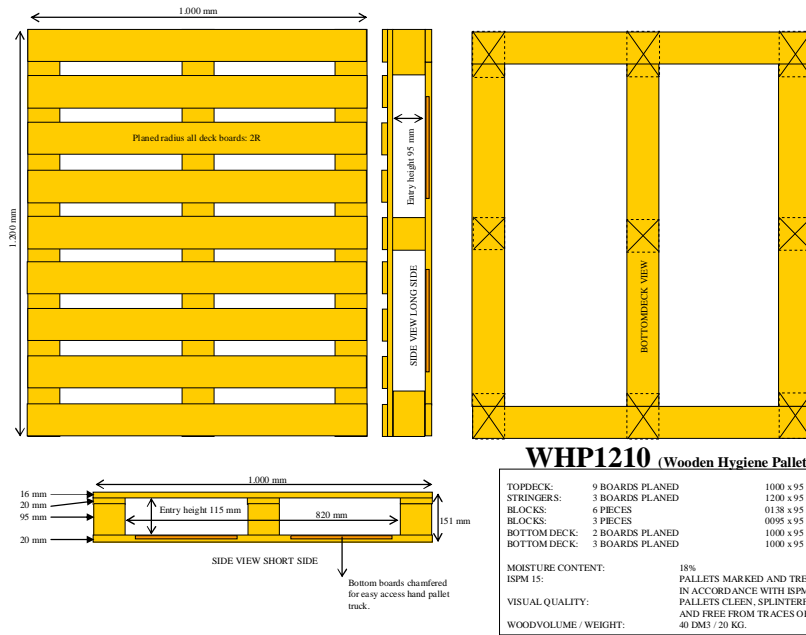 1.000 mm
Planed radius all deck boards: 2R
1.200 mm
Entry height 95 mm
SIDE VIEW LONG SIDE
BOTTOMDECK VIEW
WHP1210 (Wooden Hygiene Pallet
1.000 mm
16 mm
20 mm
95 mm
20 mm
Entry height 115 mm
820 mm
151 mm
SIDE VIEW SHORT SIDE
Bottom boards chamfered
for easy access hand pallet
truck.
TOPDECK: 9 BOARDS PLANED 1000 x 95
STRINGERS: 3 BOARDS PLANED 1200 x 95
BLOCKS: 6 PIECES 0138 x 95
BLOCKS: 3 PIECES 0095 x 95
BOTTOM DECK: 2 BOARDS PLANED 1000 x 95
BOTTOM DECK: 3 BOARDS PLANED 1000 x 95
MOISTURE CONTENT: 18%
ISPM 15: PALLETS MARKED AND TRE
IN ACCORDANCE WITH ISPM
VISUAL QUALITY: PALLETS CLEEN, SPLINTERF
AND FREE FROM TRACES OF
WOODVOLUME / WEIGHT: 40 DM3 / 20 KG.